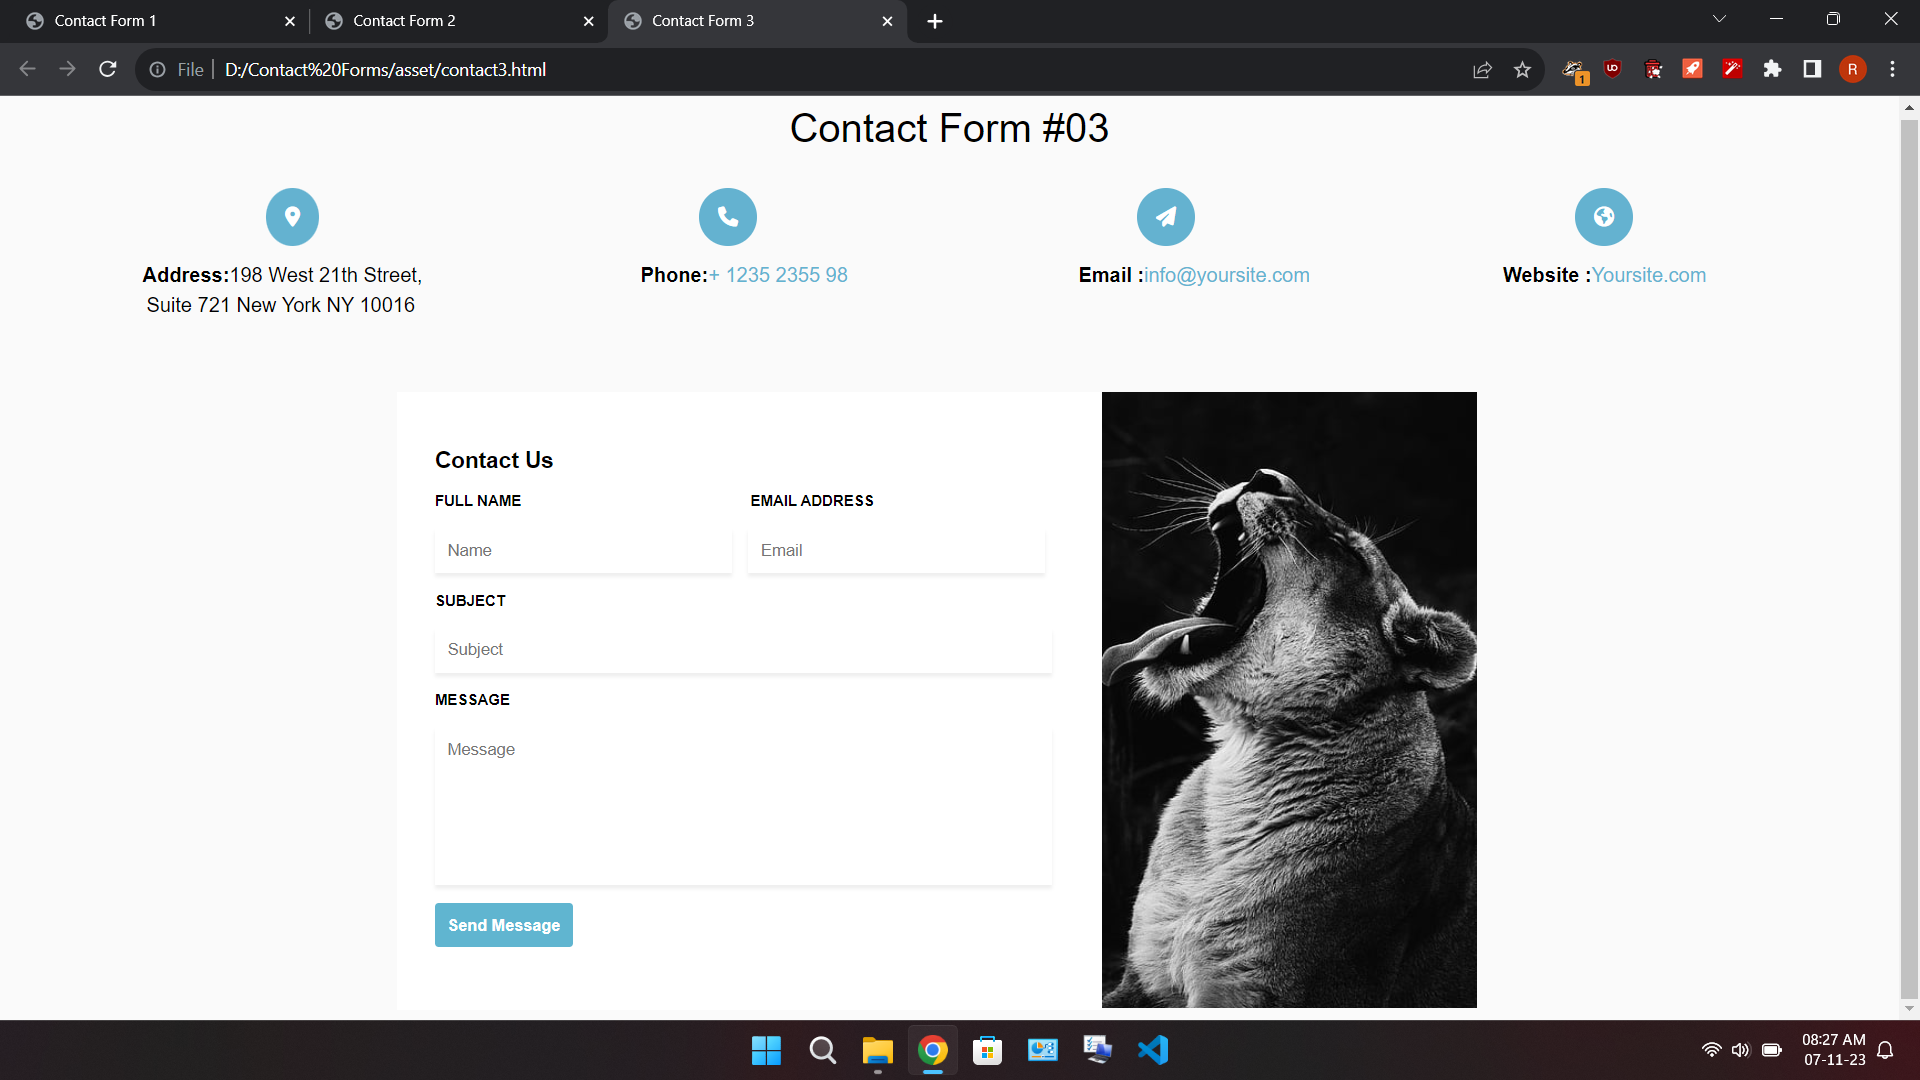 Contact Form 1
Contact Form 2
Contact Form 3
File
D:/Contact%20Forms/asset/contact3.html
1
UO
R
Contact Form #03
Address:198 West 21th Street,
Suite 721 New York NY 10016
Phone:+ 1235 2355 98
Email :info@yoursite.com
Website :Yoursite.com
Contact Us
FULL NAME
EMAIL ADDRESS
Name
Email
SUBJECT
Subject
MESSAGE
Message
Send Message
08:27 AM
07-11-23